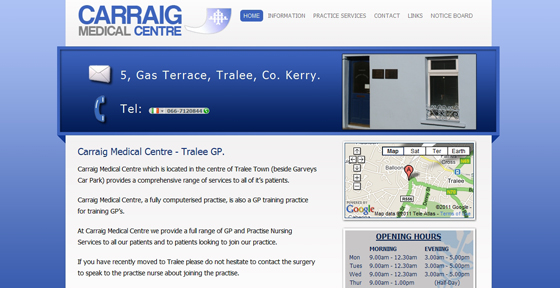 CARRAIG
MEDICAL CENTRE
HOME INFORMATION PRACTICE SERVICES CONTACT LINKS NOTICE BOARD
5, Gas Terrace, Tralee, Co. Kerry.
Tel: 066-7120844
Carraig Medical Centre - Tralee GP.
Carraig Medical Centre which is located in the centre of Tralee Town (beside Garveys
Car Park) provides a comprehensive range of services to all of it's patients.
Carraig Medical Centre, a fully computerised practise, is also a GP training practice
for training GP's.
At Carraig Medical Centre we provide a full range of GP and Practise Nursing
Services to all our patients and to patients looking to join our practice.
If you have recently moved to Tralee please do not hesitate to contact the surgery
to speak to the practise nurse about joining the practise.
Map Sat Ter Earth
Balloon
A
Tralee
R556
POWERED BY
Google
©2011 Google -
Map data ©2011 Tele Atlas - Terms of Use
OPENING HOURS
MORNING EVENING
Mon 9.00am - 12.30am 3.00am - 5.00pm
Tues 9.00am - 12.30am 3.00am - 5.00pm
Wed 9.00am - 12.30am 3.00am - 5.00pm
Thur 9.00am - 1.00pm (Half-Day)